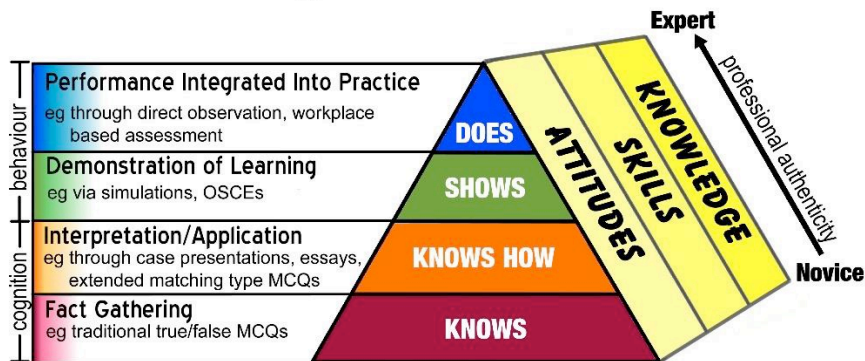 Expert
professional authenticity
Novice
behaviour
cognition
Performance Integrated Into Practice
eg through direct observation, workplace
based assessment
DOES
Demonstration of Learning
eg via simulations, OSCEs
SHOWS
Interpretation/Application
eg through case presentations, essays,
extended matching type MCQs
KNOWS HOW
Fact Gathering
eg traditional true/false MCQs
KNOWS
ATTITUDES
SKILLS
KNOWLEDGE